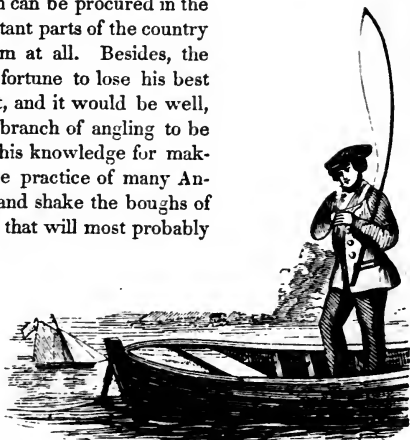 n can be procured in the
tant parts of the country
m at all. Besides, the
fortune to lose his best
t, and it would be well,
branch of angling to be
his knowledge for mak-
e practice of many An-
and shake the boughs of
that will most probably